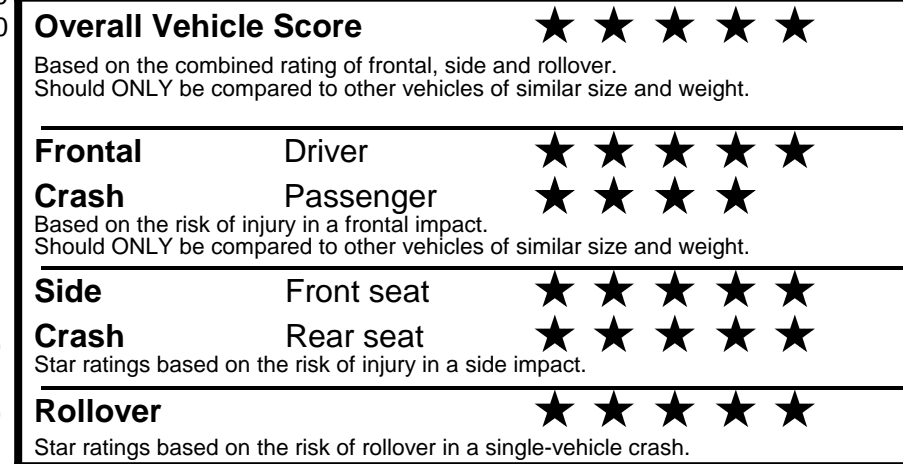 Overall Vehicle Score ★ ★ ★ ★ ★
Based on the combined rating of frontal, side and rollover.
Should ONLY be compared to other vehicles of similar size and weight.
Frontal Driver ★ ★ ★ ★ ★
Crash Passenger ★ ★ ★ ★
Based on the risk of injury in a frontal impact.
Should ONLY be compared to other vehicles of similar size and weight.
Side Front seat ★ ★ ★ ★ ★
Crash Rear seat ★ ★ ★ ★ ★
Star ratings based on the risk of injury in a side impact.
Rollover ★ ★ ★ ★ ★
Star ratings based on the risk of rollover in a single-vehicle crash.